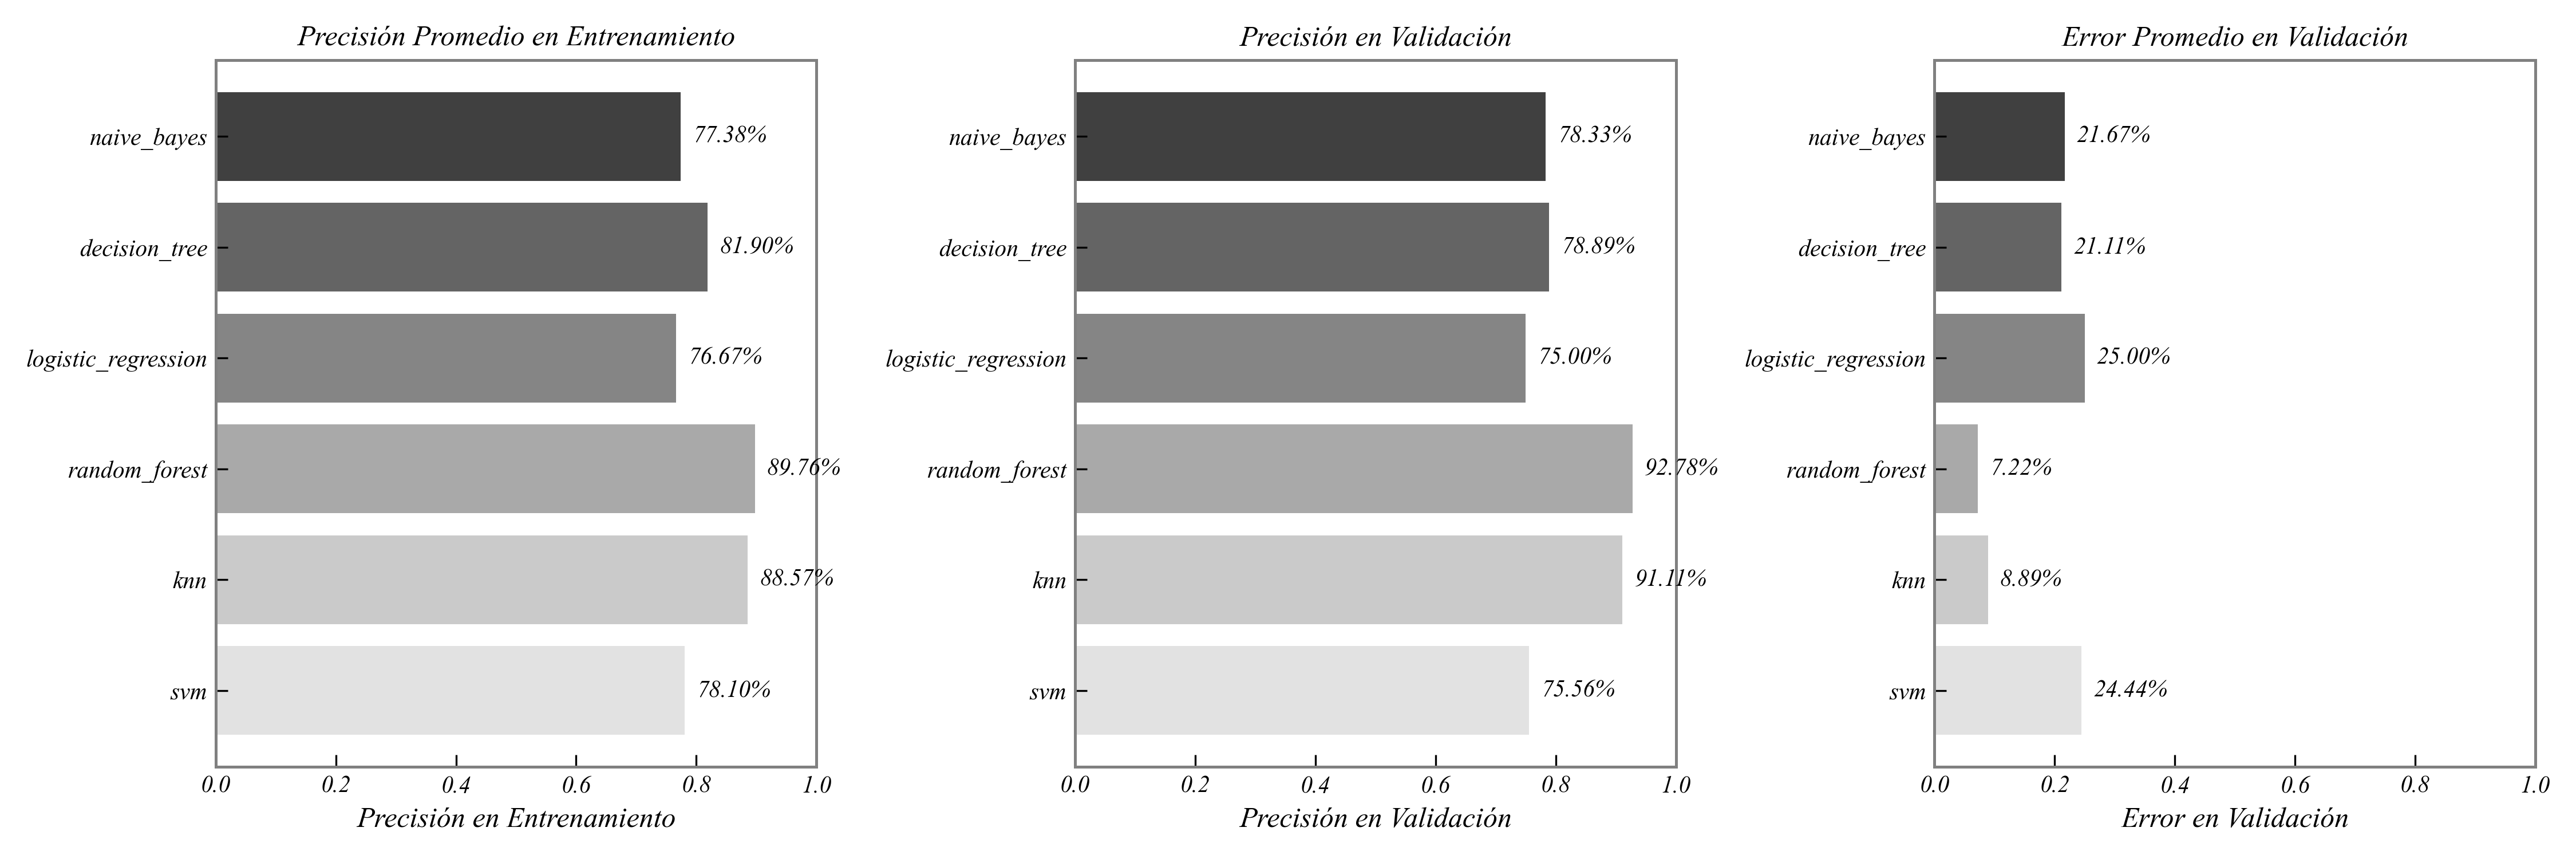 Precisión Promedio en Entrenamiento
naive_bayes
77.38%
decision_tree
81.90%
logistic_regression
76.67%
random_forest
89.76%
knn
88.57%
svm
78.10%
0.0 0.2 0.4 0.6 0.8 1.0
Precisión en Entrenamiento
Precisión en Validación
naive_bayes
78.33%
decision_tree
78.89%
logistic_regression
75.00%
random_forest
92.78%
knn
91.11%
svm
75.56%
0.0 0.2 0.4 0.6 0.8 1.0
Precisión en Validación
Error Promedio en Validación
naive_bayes
21.67%
decision_tree
21.11%
logistic_regression
25.00%
random_forest
7.22%
knn
8.89%
svm
24.44%
0.0 0.2 0.4 0.6 0.8 1.0
Error en Validación